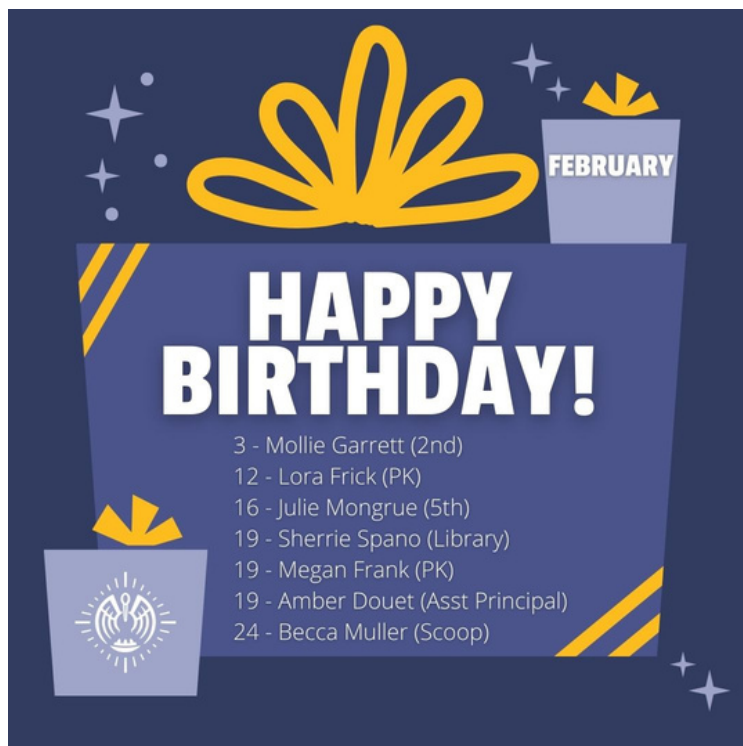 FEBRUARY
HAPPY
BIRTHDAY!
3 - Mollie Garrett (2nd)
12 - Lora Frick (PK)
16 - Julie Mongrue (5th)
19 - Sherrie Spano (Library)
19 - Megan Frank (PK)
19 - Amber Douet (Asst Principal)
24 - Becca Muller (Scoop)